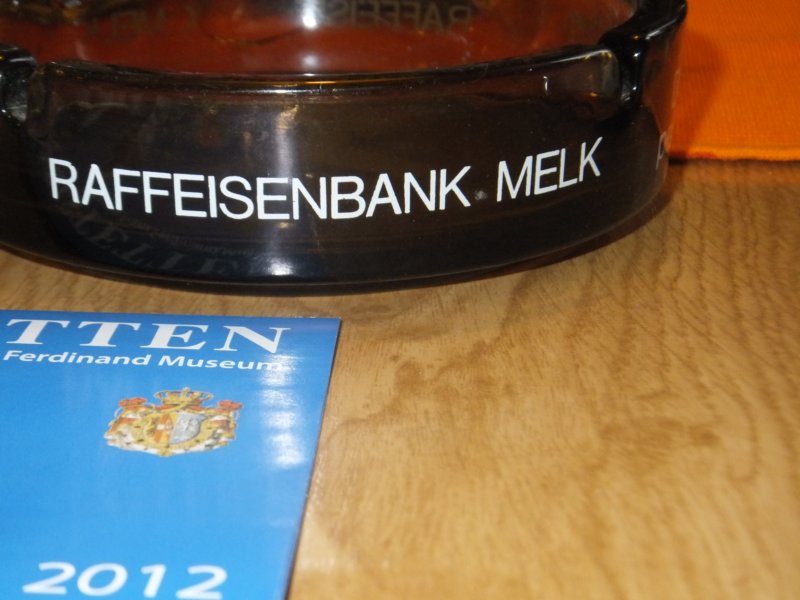 RAFFEISENBANK MELK
TTEN
Ferdinand Museum
2012